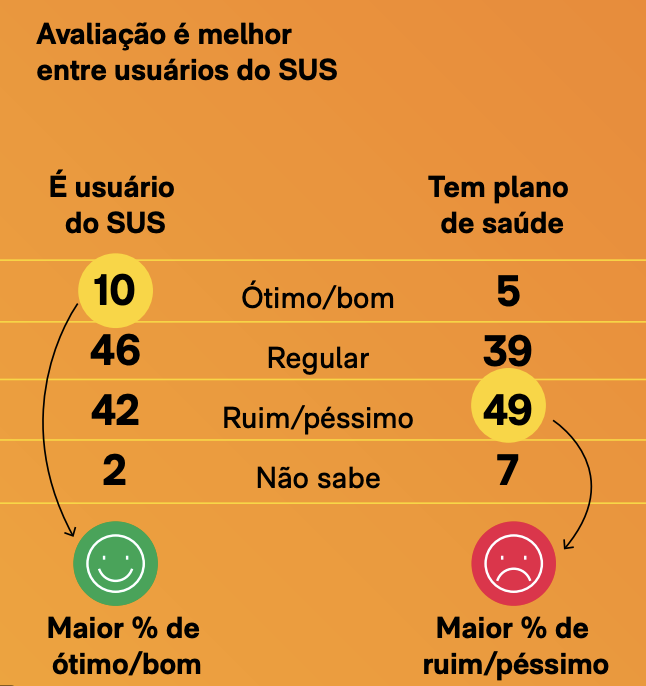 Avaliação é melhor
entre usuários do SUS
É usuário
do SUS
Tem plano
de saúde
10 Ótimo/bom 5
46 Regular 39
42 Ruim/péssimo 49
2 Não sabe 7
Maior % de
ótimo/bom
Maior % de
ruim/péssimo